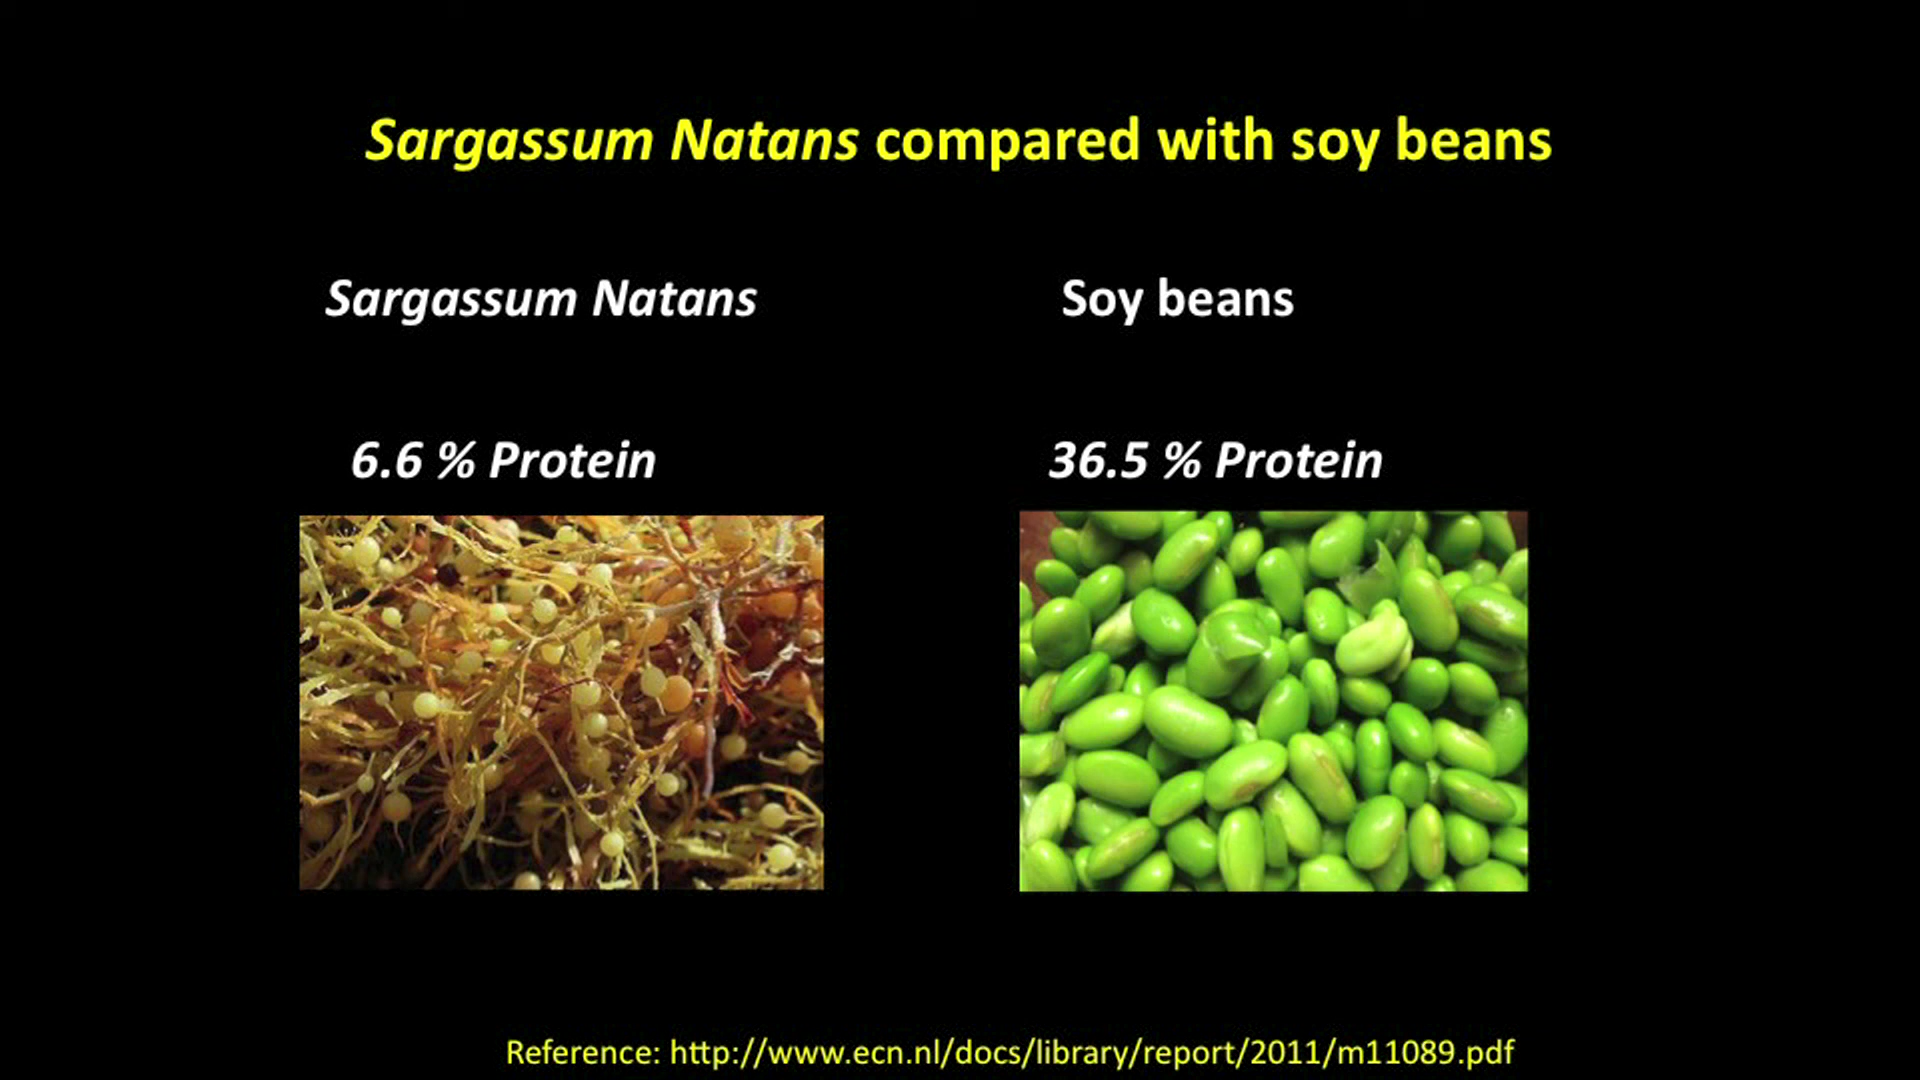 Sargassum Natans compared with soy beans
Sargassum Natans
Soy beans
6.6 % Protein
36.5 % Protein
Reference: http://www.ecn.nl/docs/library/report/2011/m11089.pdf